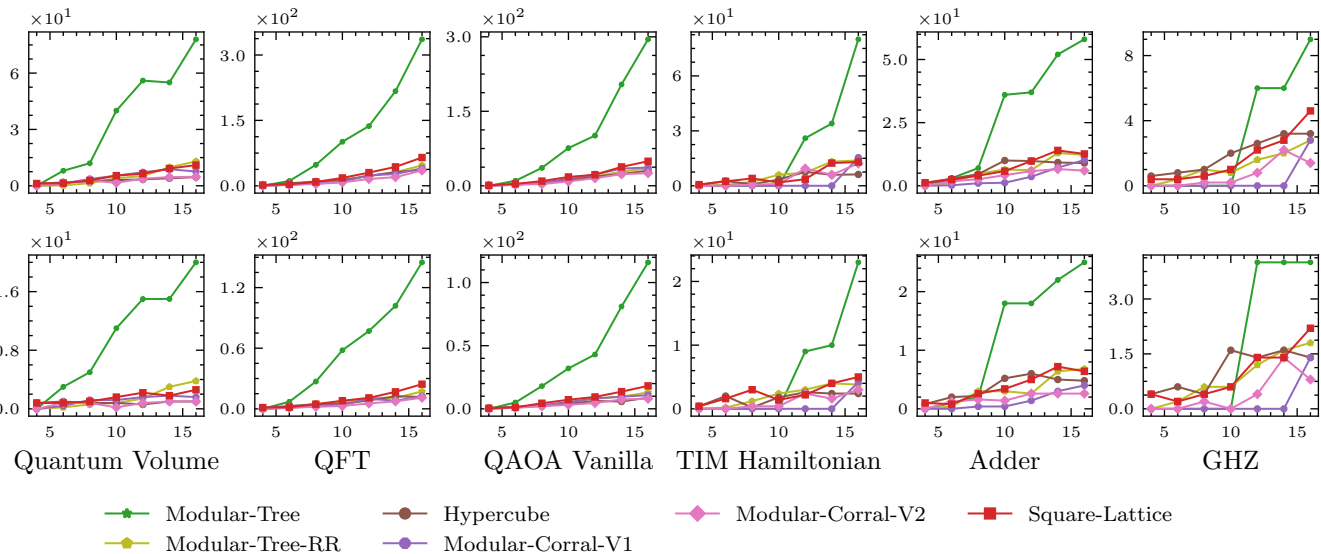 ×10¹ ×10² ×10² ×10¹ ×10¹
6 3 0
3.0 1.5 0.0
3.0 1.5 0.0
6 3 0
5.0 2.5 0.0
8 4 0
5 10 15 5 10 15 5 10 15 5 10 15 5 10 15 5 10 15
×10¹ ×10² ×10² ×10¹ ×10¹
.6 0.8 0.0
1.2 0.6 0.0
1.0 0.5 0.0
2 1 0
2 1 0
3.0 1.5 0.0
5 10 15 5 10 15 5 10 15 5 10 15 5 10 15 5 10 15
Quantum Volume QFT QAOA Vanilla TIM Hamiltonian Adder GHZ
Modular-Tree Hypercube Modular-Corral-V2 Square-Lattice
Modular-Tree-RR Modular-Corral-V1